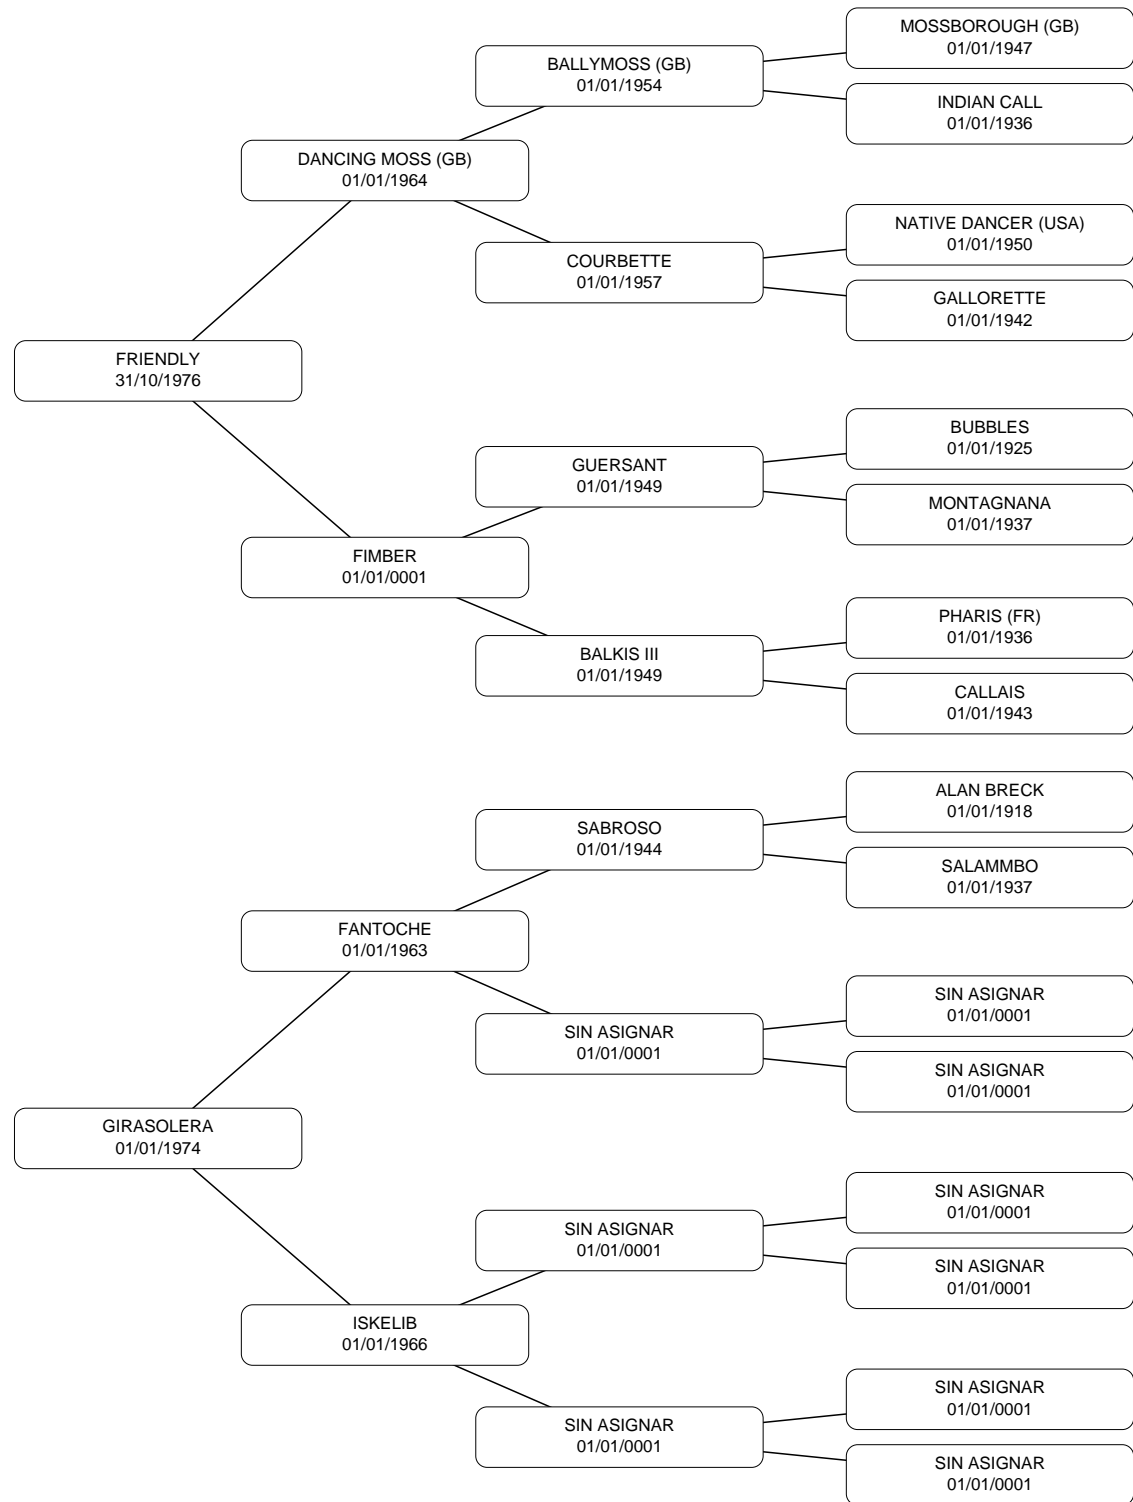 MOSSBOROUGH (GB)
01/01/1947
BALLYMOSS (GB)
01/01/1954
INDIAN CALL
01/01/1936
DANCING MOSS (GB)
01/01/1964
NATIVE DANCER (USA)
01/01/1950
COURBETTE
01/01/1957
GALLORETTE
01/01/1942
FRIENDLY
31/10/1976
BUBBLES
01/01/1925
GUERSANT
01/01/1949
MONTAGNANA
01/01/1937
FIMBER
01/01/0001
PHARIS (FR)
01/01/1936
BALKIS III
01/01/1949
CALLAIS
01/01/1943
ALAN BRECK
01/01/1918
SABROSO
01/01/1944
SALAMMBO
01/01/1937
FANTOCHE
01/01/1963
SIN ASIGNAR
01/01/0001
SIN ASIGNAR
01/01/0001
SIN ASIGNAR
01/01/0001
GIRASOLERA
01/01/1974
SIN ASIGNAR
01/01/0001
SIN ASIGNAR
01/01/0001
SIN ASIGNAR
01/01/0001
ISKELIB
01/01/1966
SIN ASIGNAR
01/01/0001
SIN ASIGNAR
01/01/0001
SIN ASIGNAR
01/01/0001